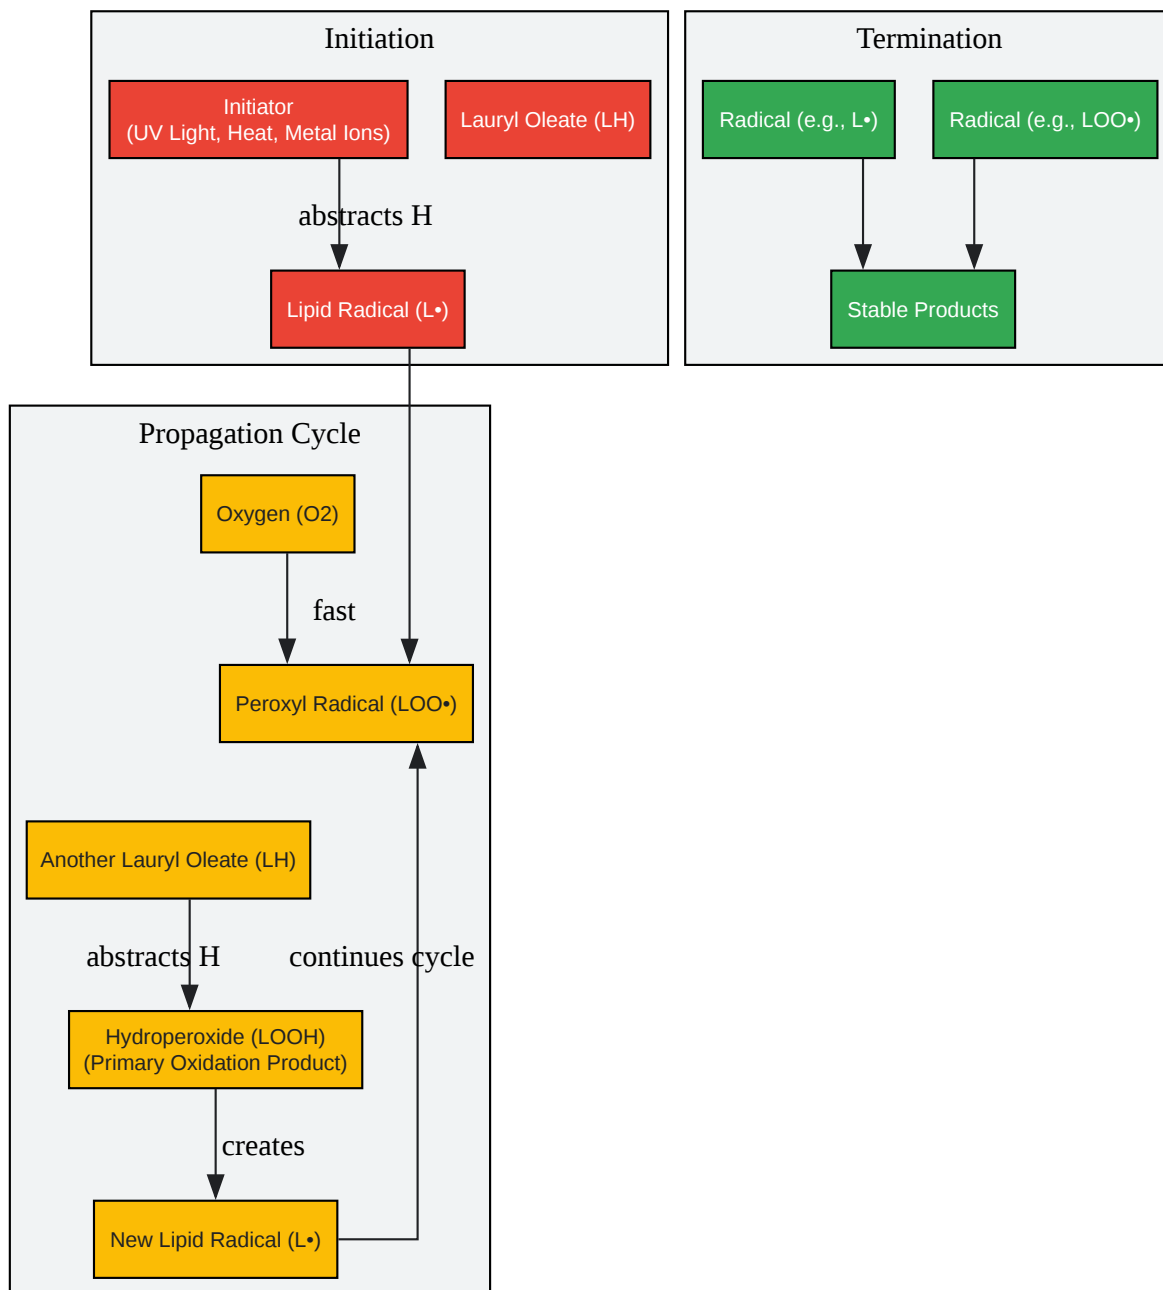 Initiation
Initiator
(UV Light, Heat, Metal Ions)
Lauryl Oleate (LH)
abstracts H
Lipid Radical (L•)
Termination
Radical (e.g., L•)
Radical (e.g., LOO•)
Stable Products
Propagation Cycle
Oxygen (O2)
fast
Peroxyl Radical (LOO•)
Another Lauryl Oleate (LH)
abstracts H
continues cycle
Hydroperoxide (LOOH)
(Primary Oxidation Product)
creates
New Lipid Radical (L•)